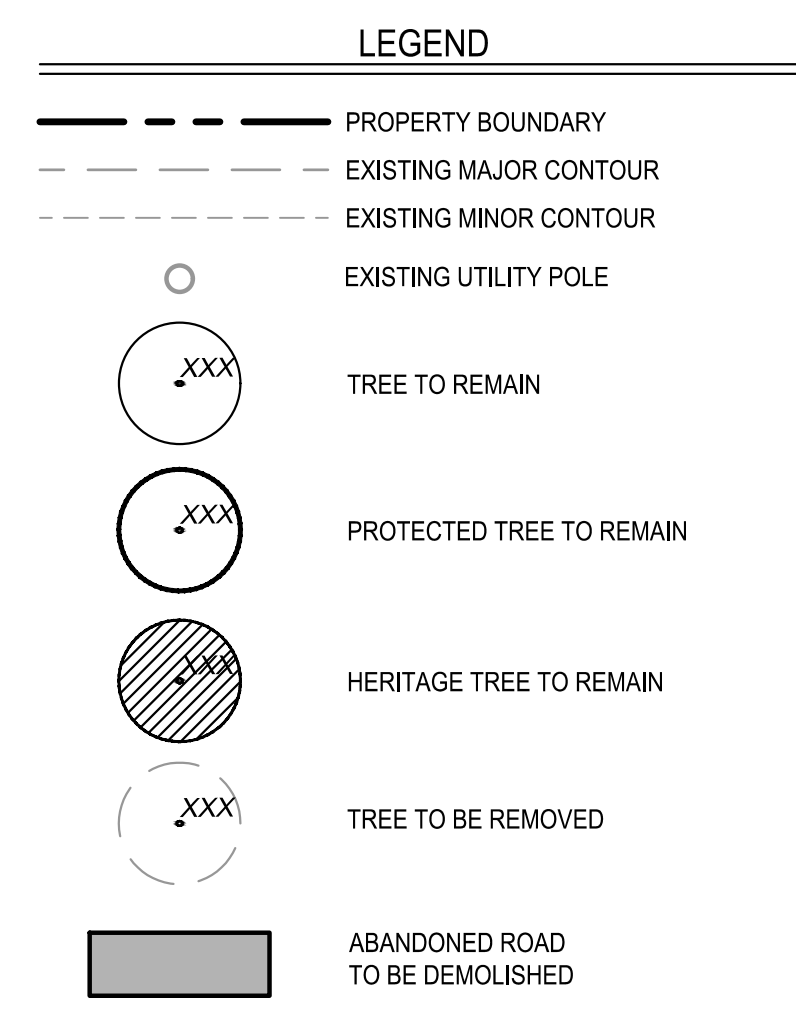 LEGEND
PROPERTY BOUNDARY
EXISTING MAJOR CONTOUR
EXISTING MINOR CONTOUR
EXISTING UTILITY POLE
XXX
TREE TO REMAIN
XXX
PROTECTED TREE TO REMAIN
XXX
HERITAGE TREE TO REMAIN
XXX
TREE TO BE REMOVED
ABANDONED ROAD
TO BE DEMOLISHED